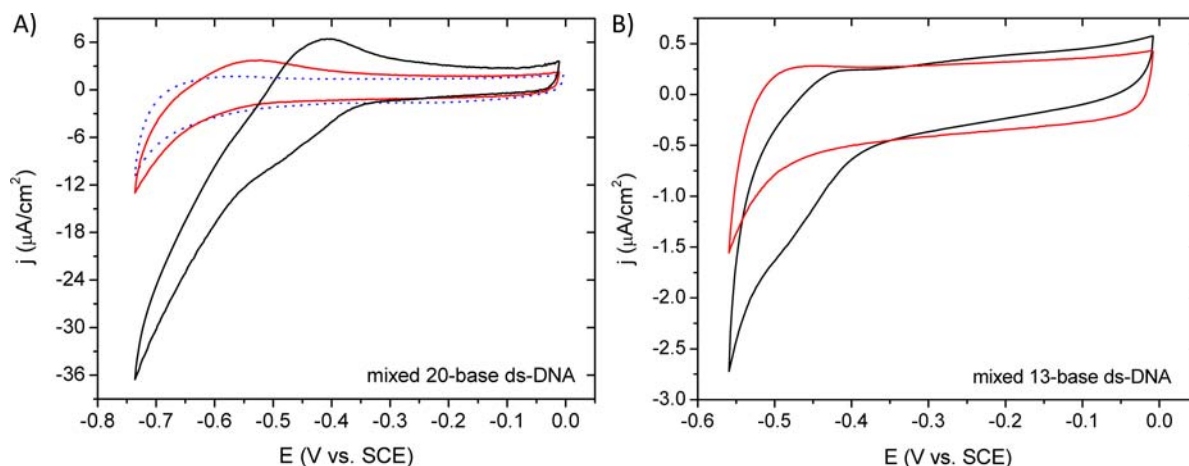 A)
6
0
-6
-12
-18
-24
-30
-36
j (μA/cm²)
mixed 20-base ds-DNA
-0.8 -0.7 -0.6 -0.5 -0.4 -0.3 -0.2 -0.1 0.0
E (V vs. SCE)
B)
0.5
0.0
-0.5
-1.0
-1.5
-2.0
-2.5
-3.0
j (μA/cm²)
mixed 13-base ds-DNA
-0.6 -0.5 -0.4 -0.3 -0.2 -0.1 0.0
E (V vs. SCE)